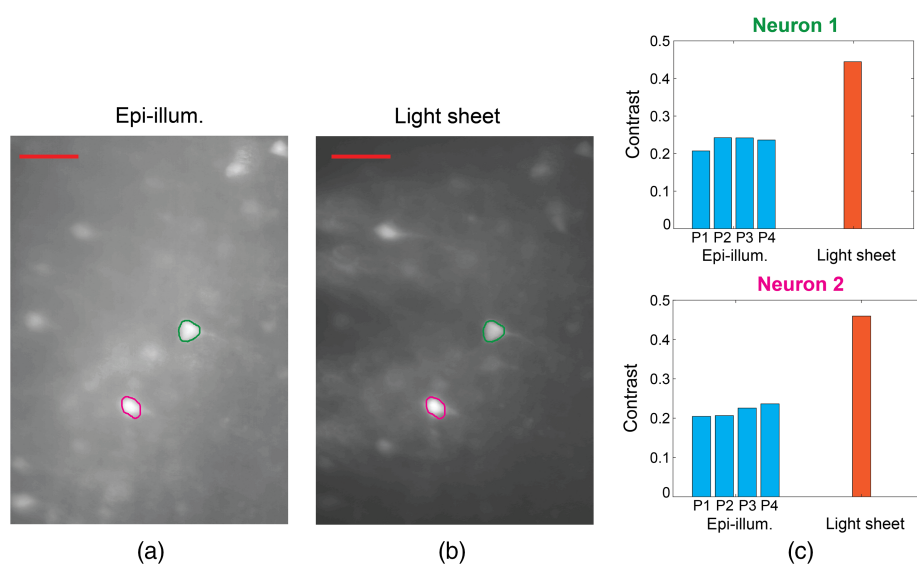 Epi-illum.
(a)
Light sheet
(b)
Neuron 1
Contrast
0.5
0.4
0.3
0.2
0.1
0
P1 P2 P3 P4
Epi-illum.
Light sheet
Neuron 2
Contrast
0.5
0.4
0.3
0.2
0.1
0
P1 P2 P3 P4
Epi-illum.
Light sheet
(c)